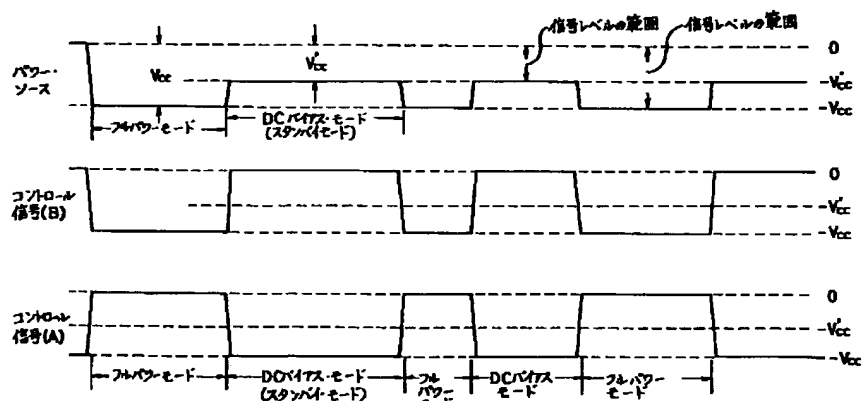 信号レベルの範囲
信号レベルの範囲
パワー・
ソース
Vcc
V'cc
0
-V'cc
-Vcc
フルパワーモード
DCバイアス・モード
(スタンバイモード)
コントロール
信号(B)
0
-V'cc
-Vcc
コントロール
信号(A)
0
-V'cc
-Vcc
フルパワーモード
DCバイアス・モード
(スタンバイ・モード)
フル
パワー
DCバイアス
モード
フルパワー
モード